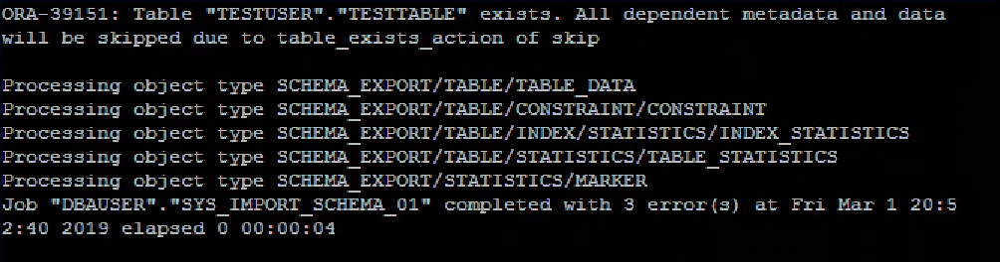 ORA-39151: Table "TESTUSER"."TESTTABLE" exists. All dependent metadata and data
will be skipped due to table_exists_action of skip
Processing object type SCHEMA_EXPORT/TABLE/TABLE_DATA
Processing object type SCHEMA_EXPORT/TABLE/CONSTRAINT/CONSTRAINT
Processing object type SCHEMA_EXPORT/TABLE/INDEX/STATISTICS/INDEX_STATISTICS
Processing object type SCHEMA_EXPORT/TABLE/STATISTICS/TABLE_STATISTICS
Processing object type SCHEMA_EXPORT/STATISTICS/MARKER
Job "DBAUSER"."SYS_IMPORT_SCHEMA_01" completed with 3 error(s) at Fri Mar 1 20:5
2:40 2019 elapsed 0 00:00:04